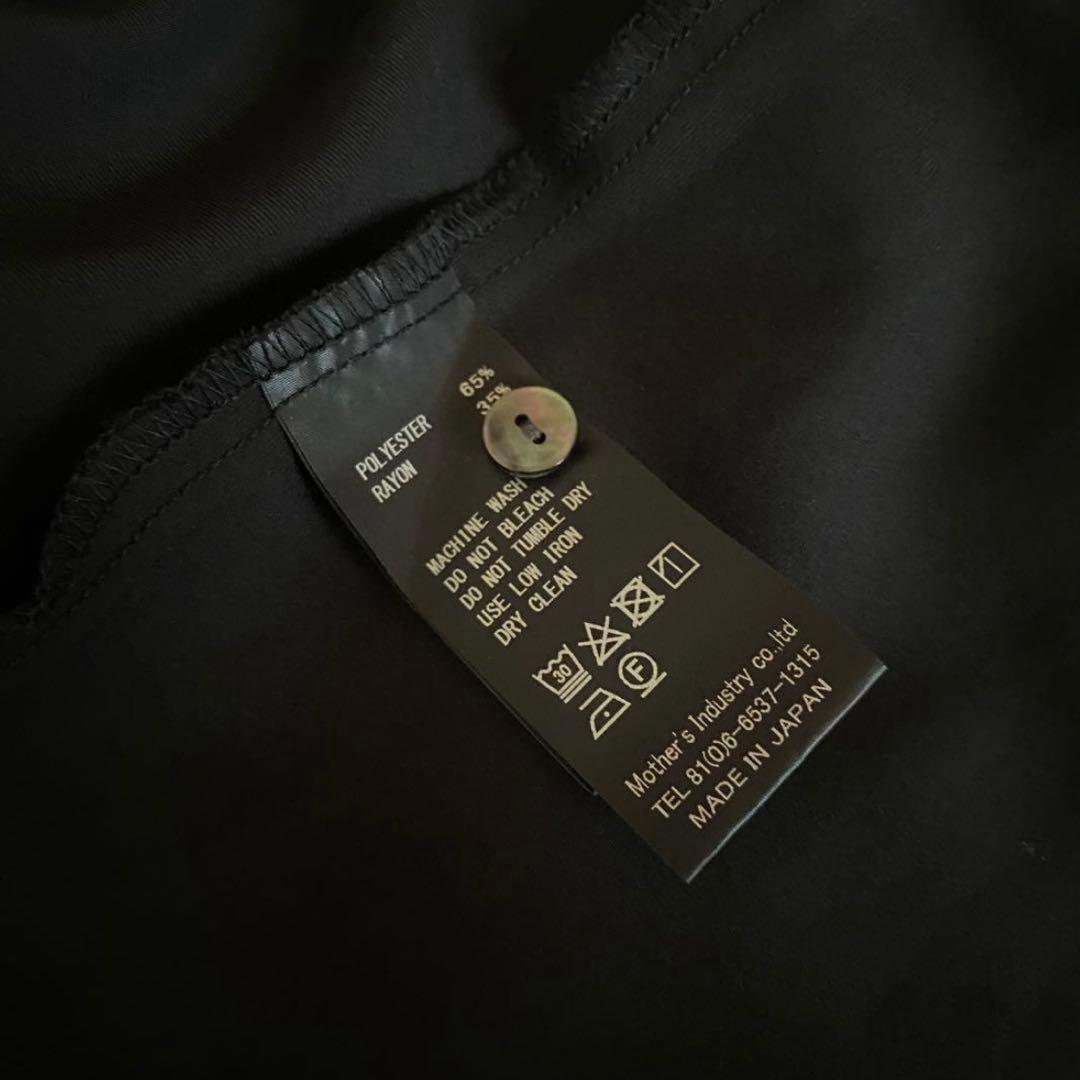 POLYESTER 65%
RAYON 35%
MACHINE WASH
DO NOT BLEACH
DO NOT TUMBLE DRY
USE LOW IRON
DRY CLEAN
30
F
Mother's Industry co.,ltd
TEL 81(0)6-6537-1315
MADE IN JAPAN